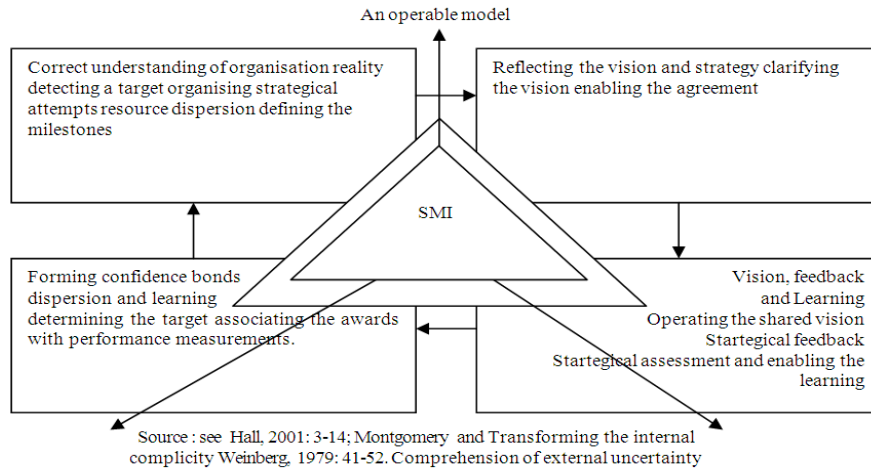 An operable model
Correct understanding of organisation reality
detecting a target organising strategical
attempts resource dispersion defining the
milestones
Reflecting the vision and strategy clarifying
the vision enabling the agreement
SMI
Forming confidence bonds
dispersion and learning
determining the target associating the awards
with performance measurements.
Vision, feedback
and Learning
Operating the shared vision
Startegical feedback
Startegical assessment and enabling the
learning
Source : see Hall, 2001: 3-14; Montgomery and Transforming the internal
complicity Weinberg, 1979: 41-52. Comprehension of external uncertainty